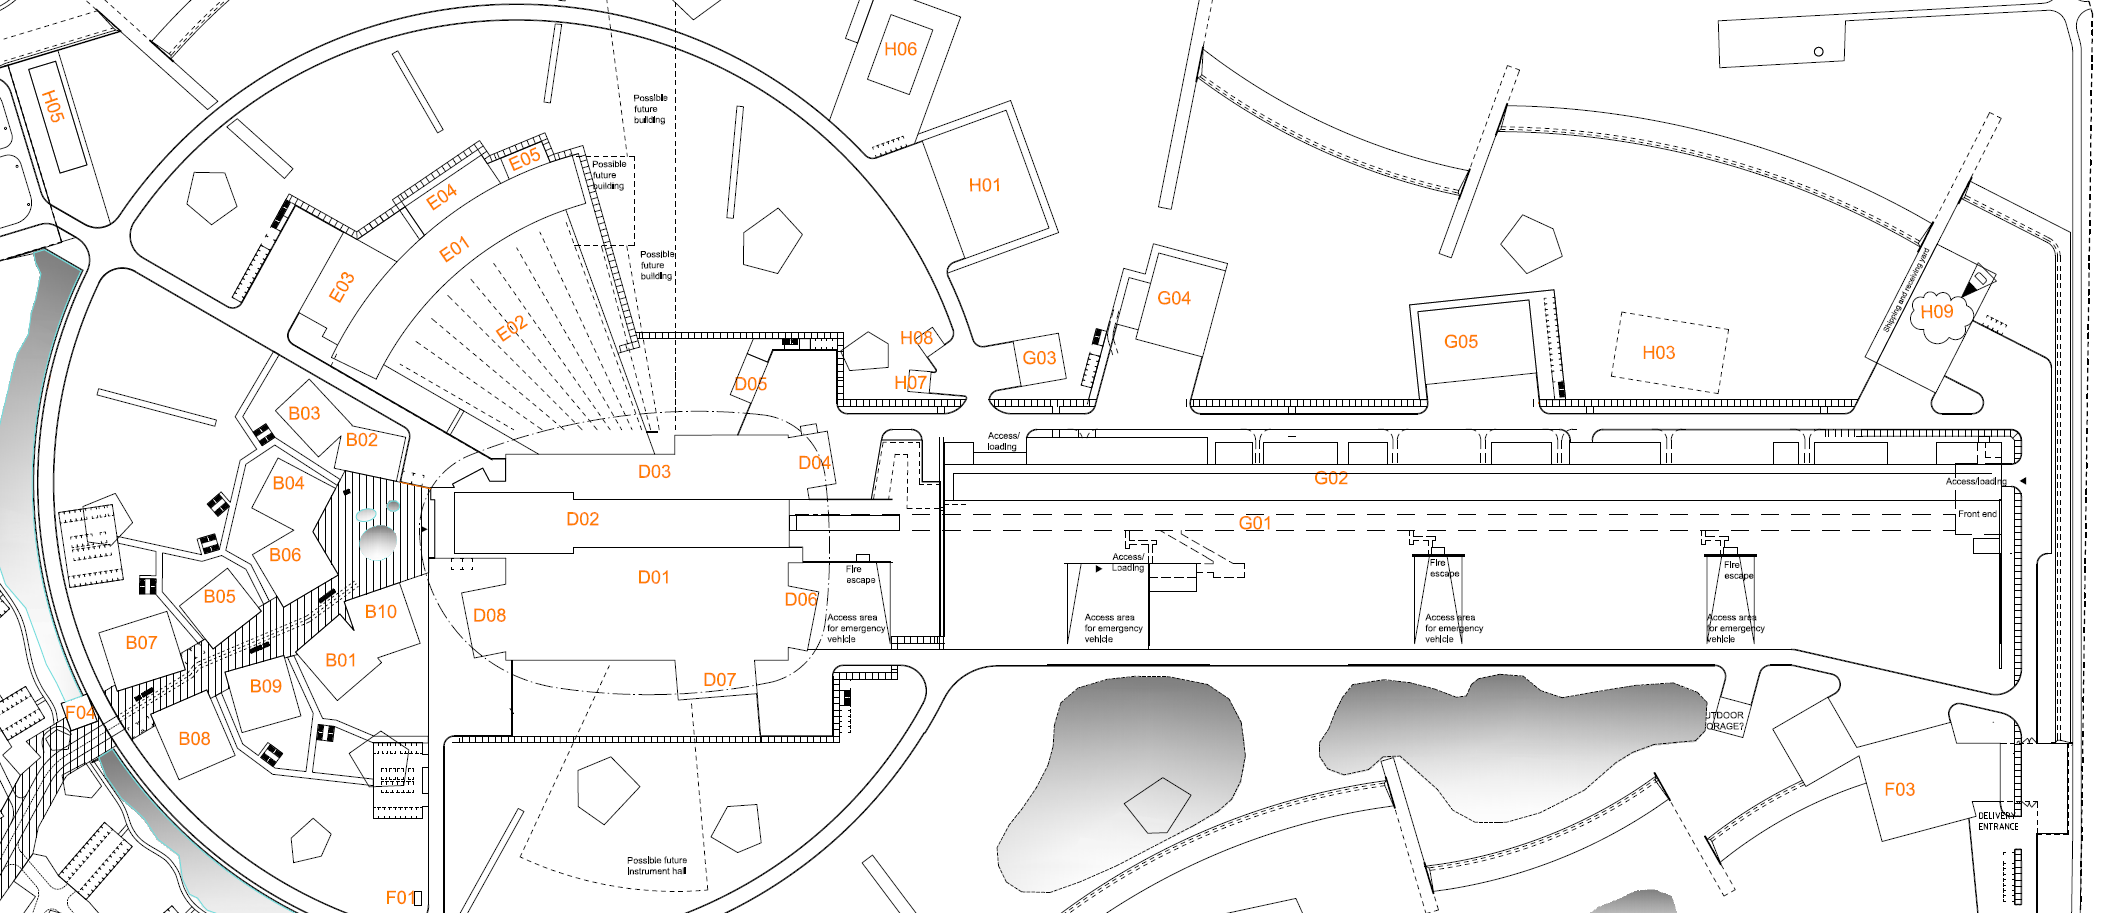 H06
H05
Possible
future
building
E05
Possible
future
building
E04
H01
E01
Possible
future
building
E03
G04
Shipping and receiving yard
H09
E02
H08
G03
G05
H03
D05
H07
B03
B02
Access/
loading
D03
D04
G02
Access/loading
B04
D02
G01
Front end
B06
Access/
Loading
Fire
escape
Fire
escape
Fire
escape
D01
B05
D06
D08
B10
Access area
for emergency
vehicle
Access area
for emergency
vehicle
Access area
for emergency
vehicle
Access area
for emergency
vehicle
B07
B01
D07
B09
F04
UTDOOR
ORAGE?
B08
F03
DELIVERY
ENTRANCE
Possible future
Instrument hall
F01